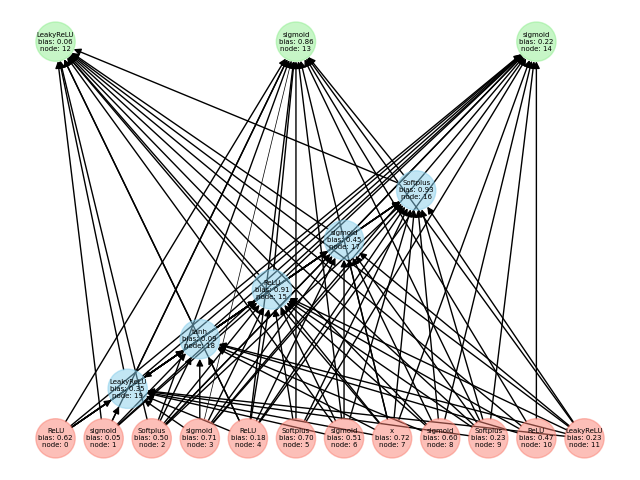 LeakyReLU
bias: 0.06
node: 12
sigmoid
bias: 0.86
node: 13
sigmoid
bias: 0.22
node: 14
Softplus
bias: 0.93
node: 16
sigmoid
bias: 0.45
node: 17
ReLU
bias: 0.91
node: 15
tanh
bias: 0.09
node: 18
LeakyReLU
bias: 0.35
node: 19
ReLU
bias: 0.62
node: 0
sigmoid
bias: 0.05
node: 1
Softplus
bias: 0.50
node: 2
sigmoid
bias: 0.71
node: 3
ReLU
bias: 0.18
node: 4
Softplus
bias: 0.70
node: 5
sigmoid
bias: 0.51
node: 6
x
bias: 0.72
node: 7
sigmoid
bias: 0.60
node: 8
Softplus
bias: 0.23
node: 9
ReLU
bias: 0.47
node: 10
LeakyReLU
bias: 0.23
node: 11